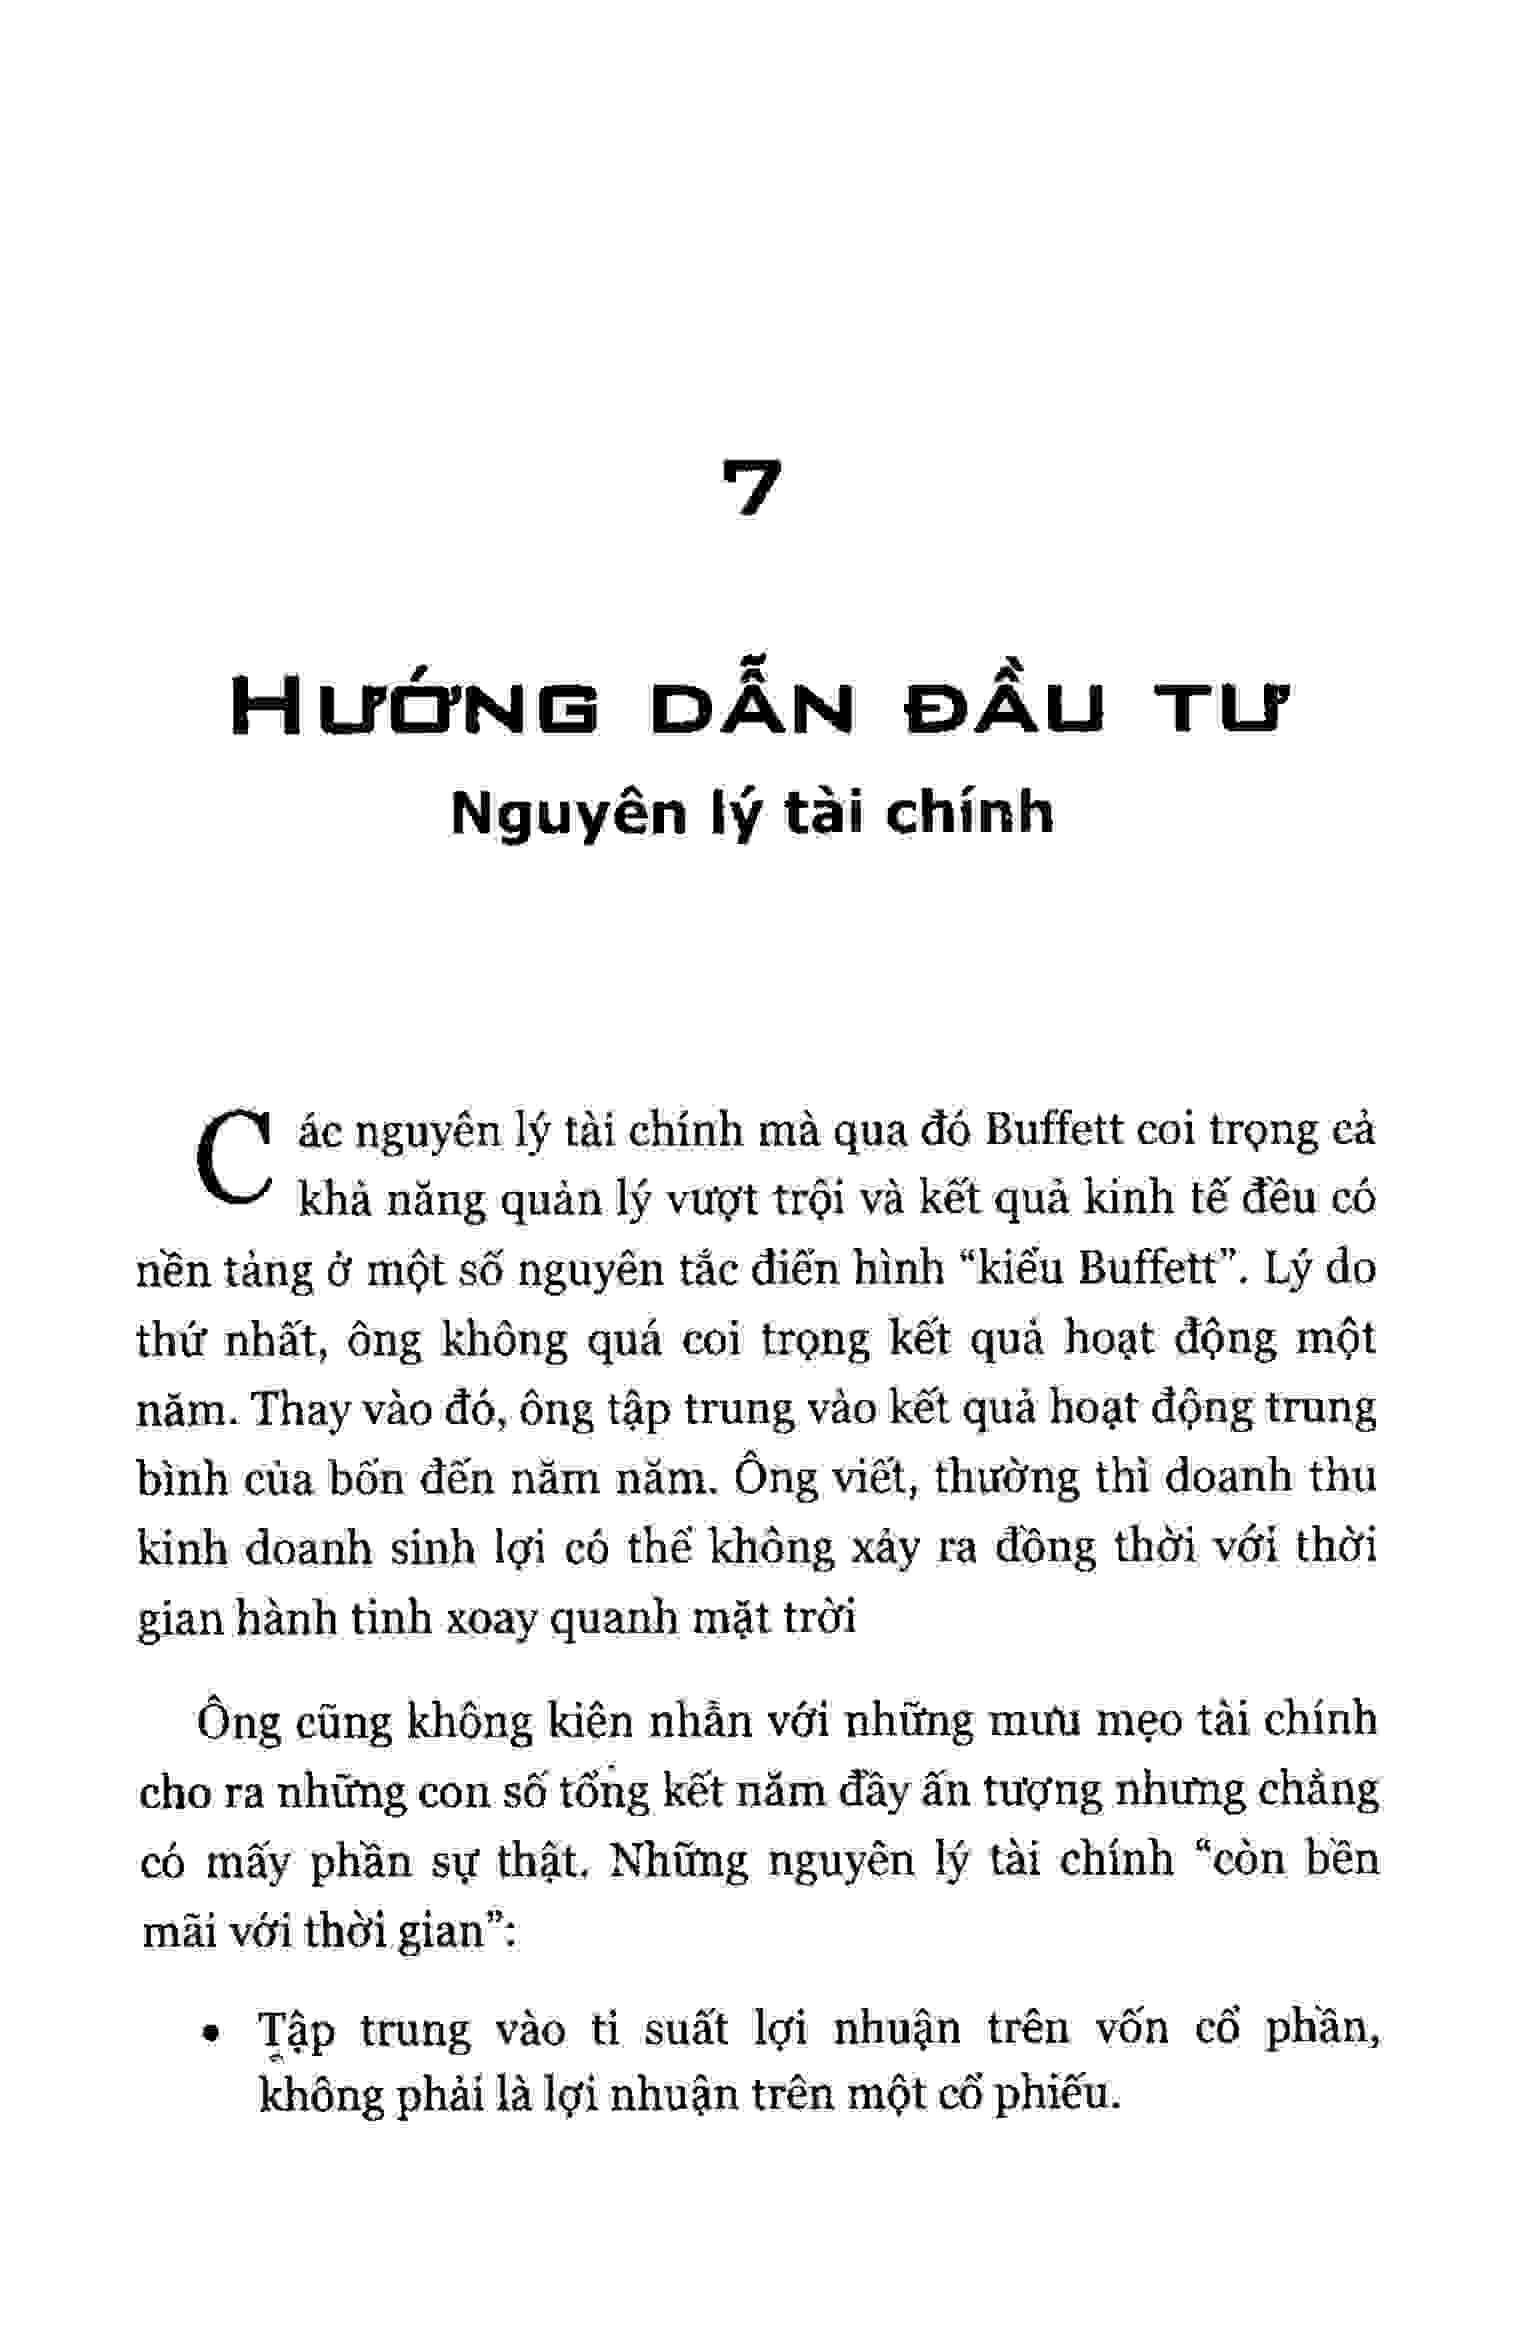 7
HƯỚNG DẪN ĐẦU TƯ
Nguyên lý tài chính
Các nguyên lý tài chính mà qua đó Buffett coi trọng cả
khả năng quản lý vượt trội và kết quả kinh tế đều có
nền tảng ở một số nguyên tắc điển hình “kiểu Buffett”. Lý do
thứ nhất, ông không quá coi trọng kết quả hoạt động một
năm. Thay vào đó, ông tập trung vào kết quả hoạt động trung
bình của bốn đến năm năm. Ông viết, thường thì doanh thu
kinh doanh sinh lợi có thể không xảy ra đồng thời với thời
gian hành tinh xoay quanh mặt trời
Ông cũng không kiên nhẫn với những mưu mẹo tài chính
cho ra những con số tổng kết năm đầy ấn tượng nhưng chẳng
có mấy phần sự thật. Những nguyên lý tài chính “còn bền
mãi với thời gian”:
• Tập trung vào tỉ suất lợi nhuận trên vốn cổ phần,
không phải là lợi nhuận trên một cổ phiếu.